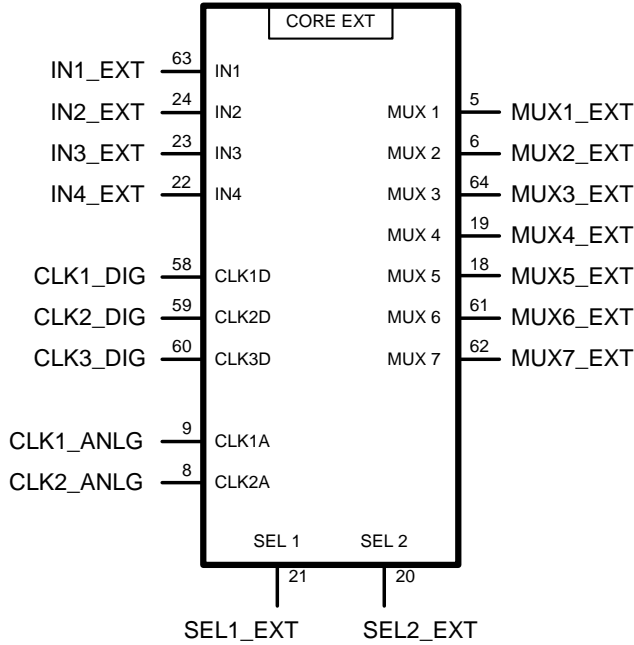 CORE EXT
IN1_EXT 63 IN1
IN2_EXT 24 IN2 MUX 1 5 MUX1_EXT
IN3_EXT 23 IN3 MUX 2 6 MUX2_EXT
IN4_EXT 22 IN4 MUX 3 64 MUX3_EXT
MUX 4 19 MUX4_EXT
CLK1_DIG 58 CLK1D MUX 5 18 MUX5_EXT
CLK2_DIG 59 CLK2D MUX 6 61 MUX6_EXT
CLK3_DIG 60 CLK3D MUX 7 62 MUX7_EXT
CLK1_ANLG 9 CLK1A
CLK2_ANLG 8 CLK2A
SEL 1 SEL 2
21 20
SEL1_EXT SEL2_EXT